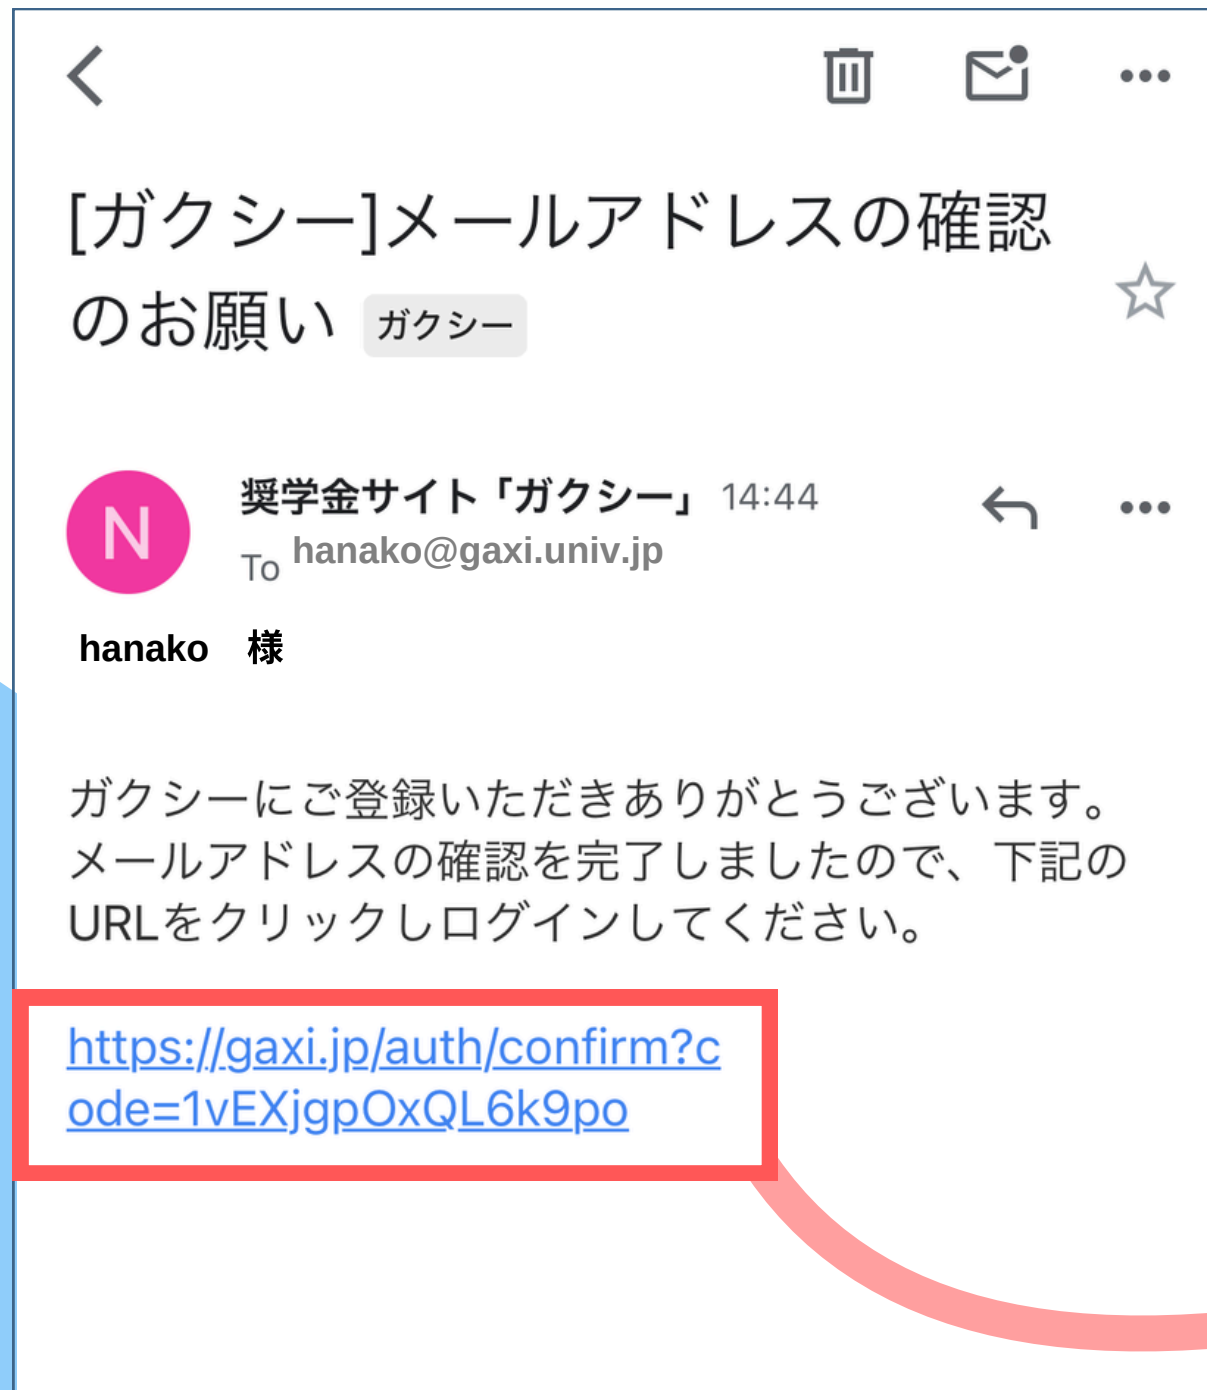 [ガクシー]メールアドレスの確認
のお願い ガクシー
N
奨学金サイト「ガクシー」 14:44
To hanako@gaxi.univ.jp
hanako 様
ガクシーにご登録いただきありがとうございます。
メールアドレスの確認を完了しましたので、下記の
URLをクリックしログインしてください。
https://gaxi.jp/auth/confirm?c
ode=1vEXjgpOxQL6k9po